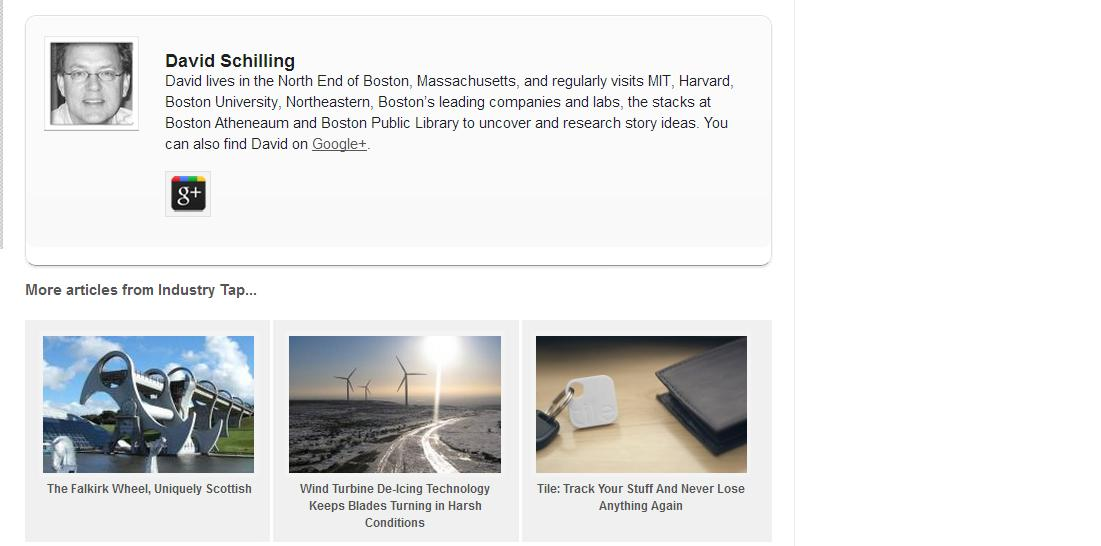 David Schilling
David lives in the North End of Boston, Massachusetts, and regularly visits MIT, Harvard,
Boston University, Northeastern, Boston's leading companies and labs, the stacks at
Boston Atheneaum and Boston Public Library to uncover and research story ideas. You
can also find David on Google+.
g+
More articles from Industry Tap...
tile
The Falkirk Wheel, Uniquely Scottish
Wind Turbine De-Icing Technology
Keeps Blades Turning in Harsh
Conditions
Tile: Track Your Stuff And Never Lose
Anything Again